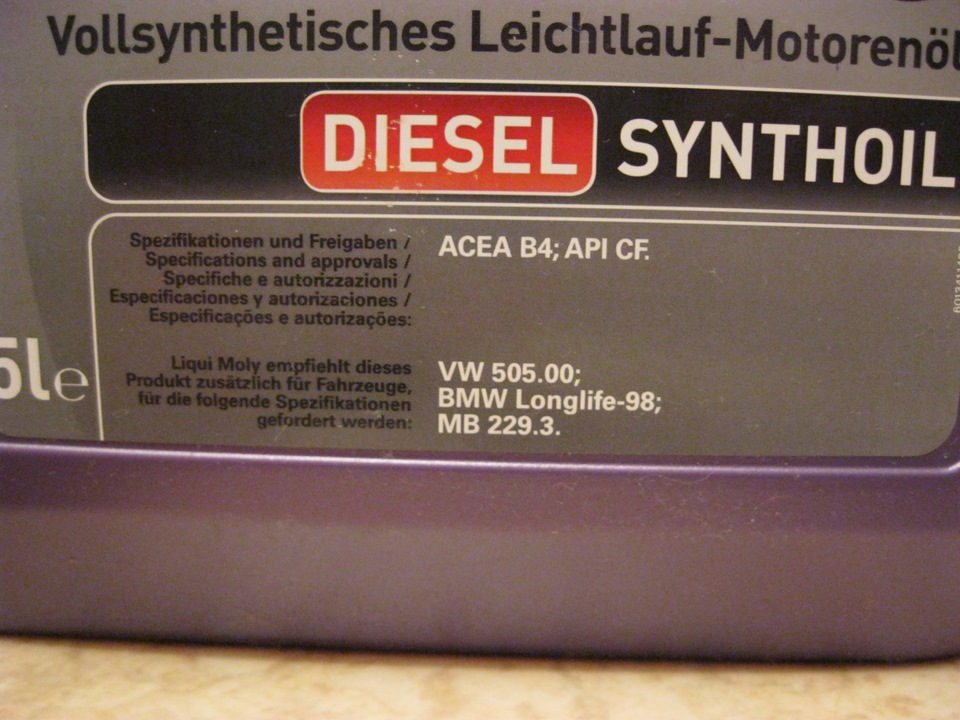 Vollsynthetisches Leichtlauf-Motorenöl
DIESEL SYNTHOIL
Spezifikationen und Freigaben /
Specifications and approvals /
Specifiche e autorizzazioni /
Especificaciones y autorizaciones /
Especificações e autorizações:
ACEA B4; API CF.
5l e
Liqui Moly empfiehlt dieses
Produkt zusätzlich für Fahrzeuge,
für die folgende Spezifikationen
gefordert werden:
VW 505.00;
BMW Longlife-98;
MB 229.3.